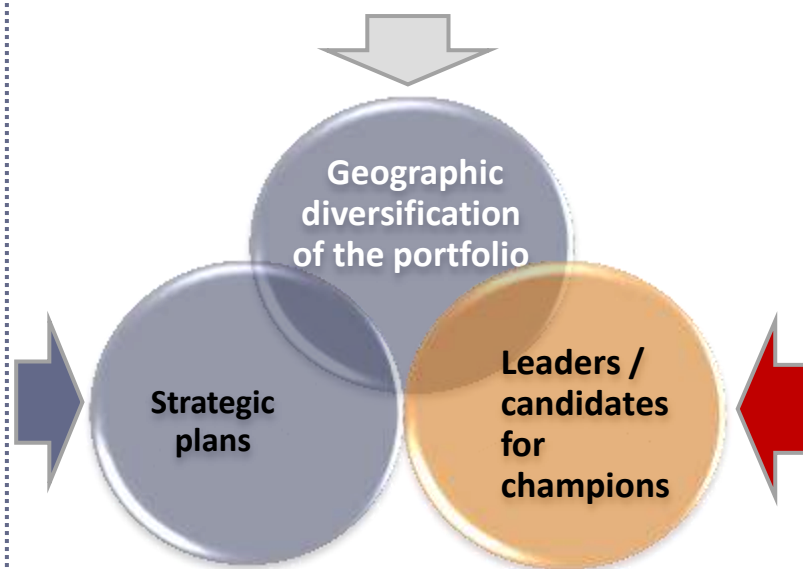 Geographic
diversification
of the portfolio
Strategic
plans
Leaders /
candidates
for
champions